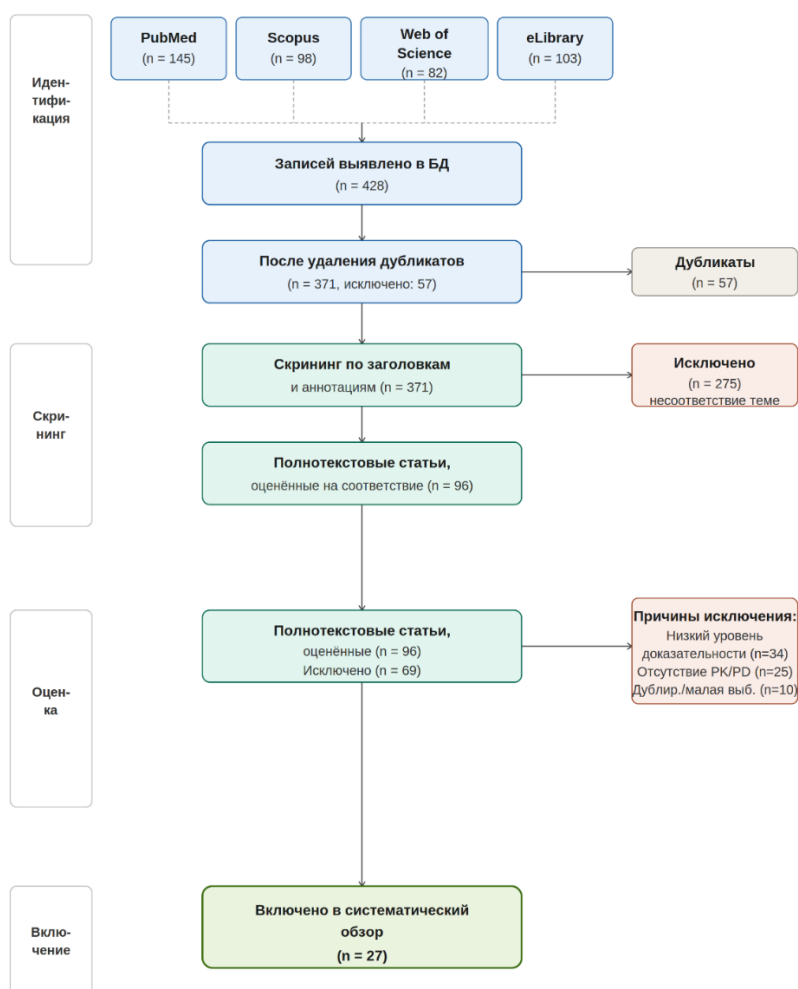 PubMed
(n = 145)
Scopus
(n = 98)
Web of
Science
(n = 82)
eLibrary
(n = 103)
Иден-
тифи-
кация
Записей выявлено в БД
(n = 428)
После удаления дубликатов
(n = 371, исключено: 57)
Дубликаты
(n = 57)
Скри-
нинг
Скрининг по заголовкам
и аннотациям (n = 371)
Исключено
(n = 275)
несоответствие теме
Полнотекстовые статьи,
оценённые на соответствие (n = 96)
Оцен-
ка
Полнотекстовые статьи,
оценённые (n = 96)
Исключено (n = 69)
Причины исключения:
Низкий уровень
доказательности (n=34)
Отсутствие PK/PD (n=25)
Дублир./малая выб. (n=10)
Вклю-
чение
Включено в систематический
обзор
(n = 27)